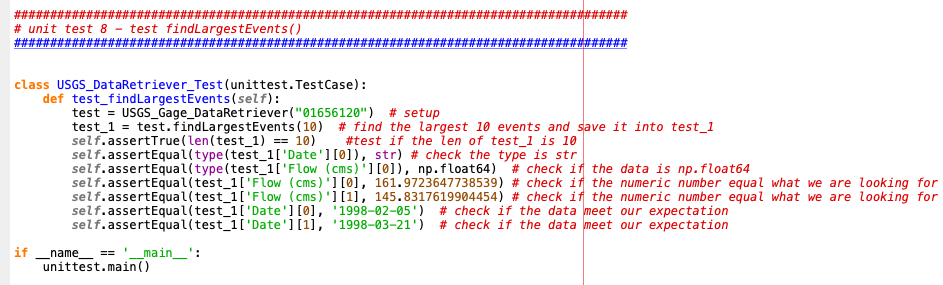 #####################################################################################
# unit test 8 - test findLargestEvents()
#####################################################################################
class USGS_DataRetriever_Test(unittest.TestCase):
    def test_findLargestEvents(self):
        test = USGS_Gage_DataRetriever("01656120")  # setup
        test_1 = test.findLargestEvents(10)  # find the largest 10 events and save it into test_1
        self.assertTrue(len(test_1) == 10)    #test if the len of test_1 is 10
        self.assertEqual(type(test_1['Date'][0]), str) # check the type is str
        self.assertEqual(type(test_1['Flow (cms)'][0]), np.float64)  # check if the data is np.float64
        self.assertEqual(test_1['Flow (cms)'][0], 161.9723647738539) # check if the numeric number equal what we are looking for
        self.assertEqual(test_1['Flow (cms)'][1], 145.8317619904454) # check if the numeric number equal what we are looking for
        self.assertEqual(test_1['Date'][0], '1998-02-05')  # check if the data meet our expectation
        self.assertEqual(test_1['Date'][1], '1998-03-21')  # check if the data meet our expectation
if __name__ == '__main__':
    unittest.main()